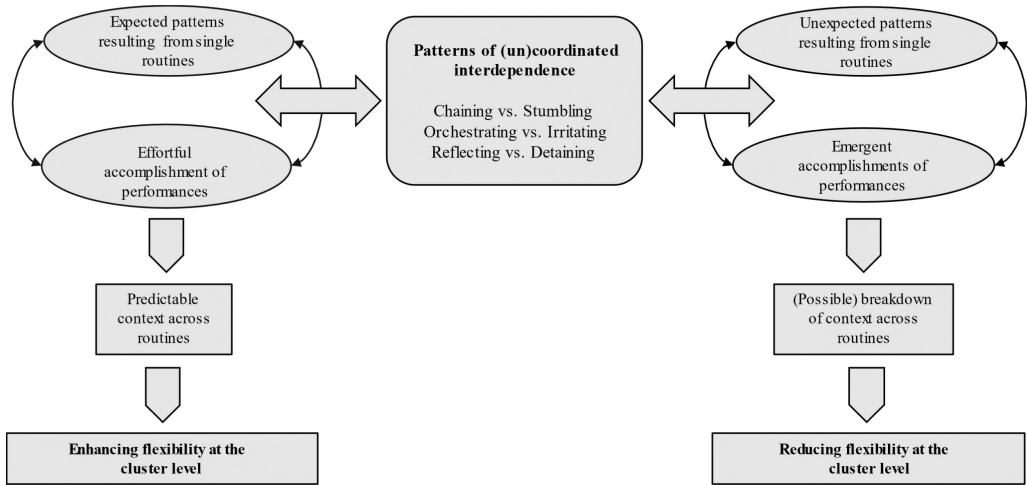 Expected patterns
resulting from single
routines
Effortful
accomplishment of
performances
Predictable
context across
routines
Enhancing flexibility at the
cluster level
Patterns of (un)coordinated
interdependence
Chaining vs. Stumbling
Orchestrating vs. Irritating
Reflecting vs. Detaining
Unexpected patterns
resulting from single
routines
Emergent
accomplishments of
performances
(Possible) breakdown
of context across
routines
Reducing flexibility at the
cluster level